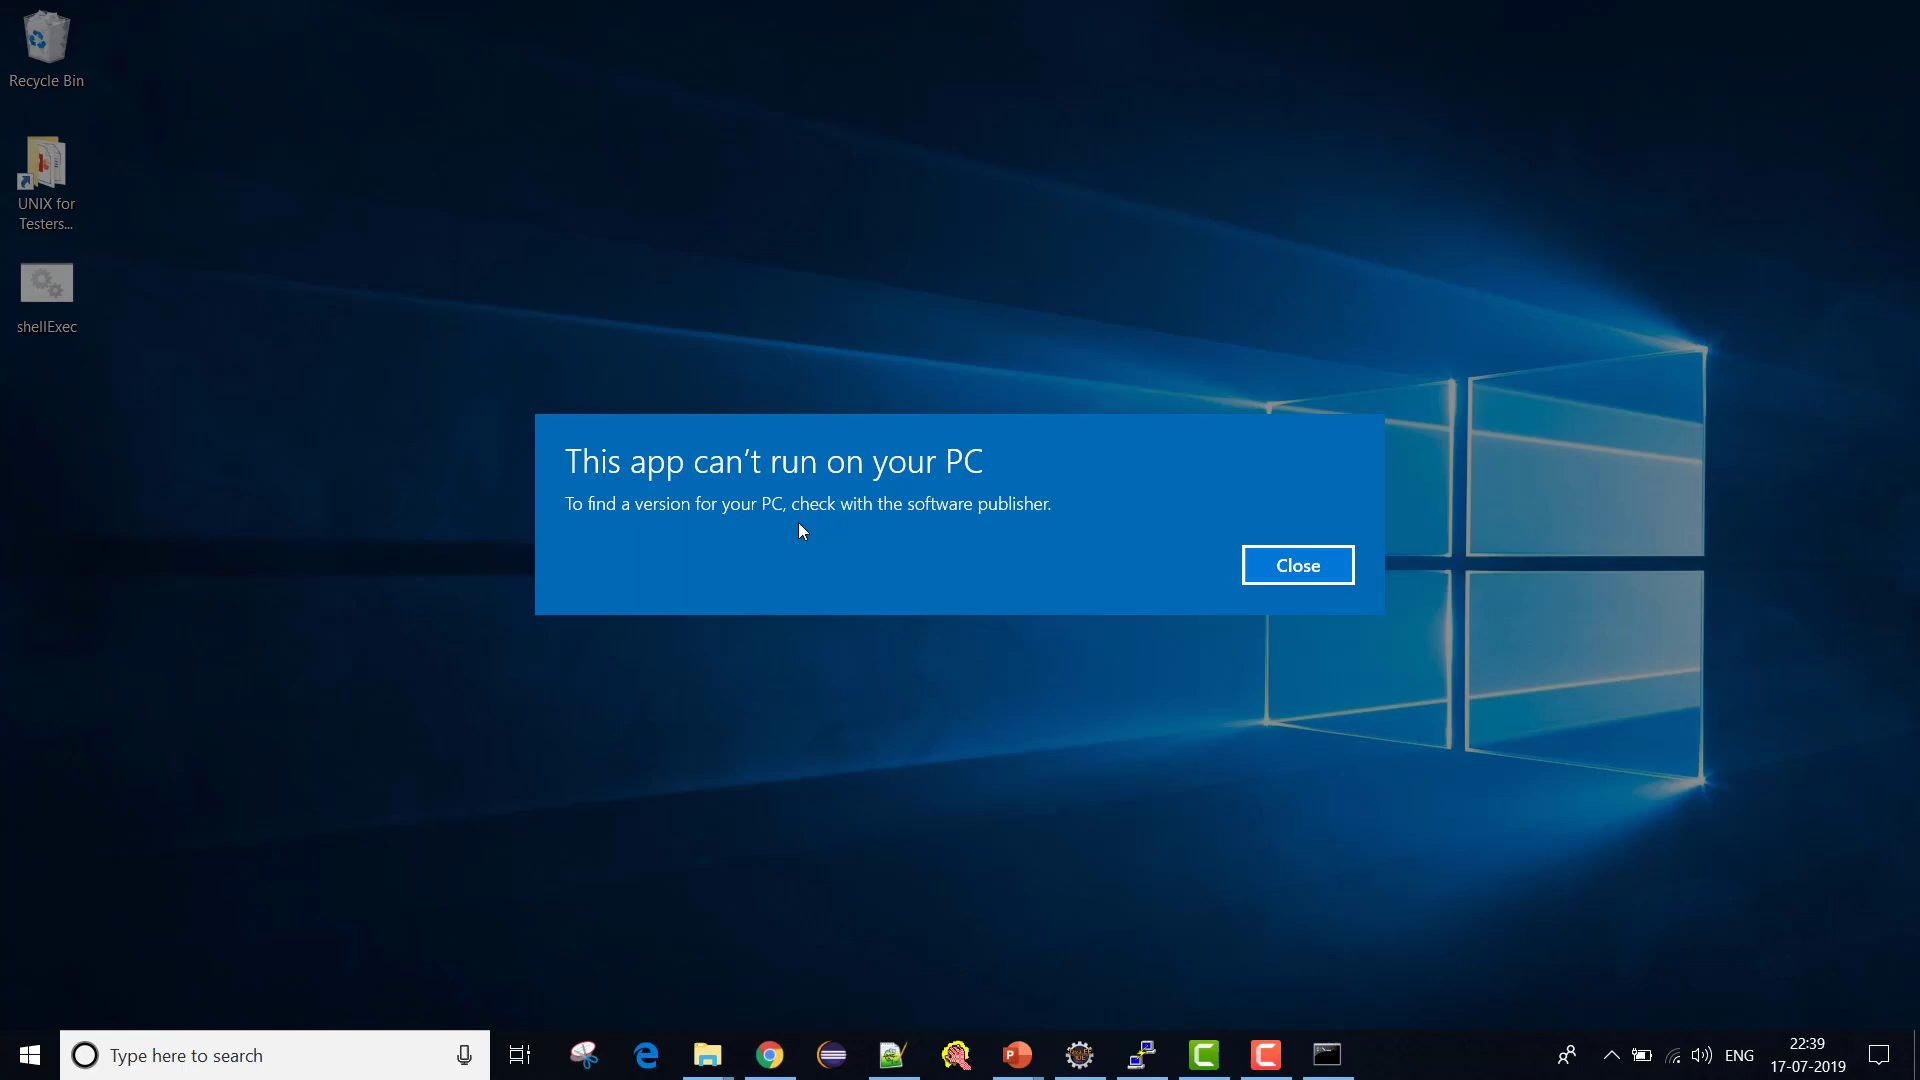 Recycle Bin
UNIX for
Testers...
shellExec
This app can't run on your PC
To find a version for your PC, check with the software publisher.
Close
Type here to search
ENG
22:39
17-07-2019